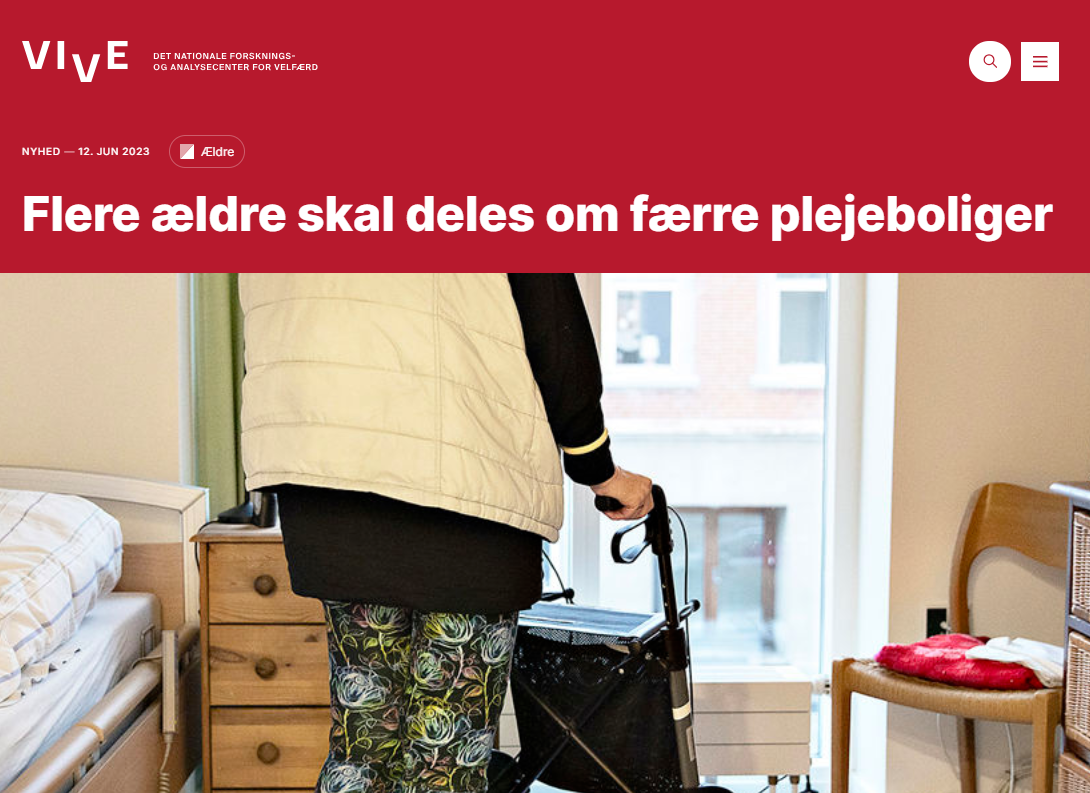 VIVE
DET NATIONALE FORSKNINGS-
OG ANALYSECENTER FOR VELFÆRD
NYHED — 12. JUN 2023
Ældre
Flere ældre skal deles om færre plejeboliger